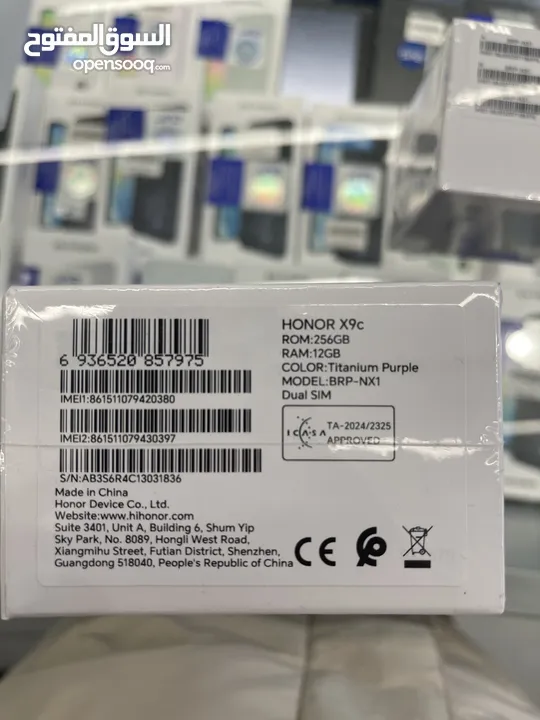 السوق المفتوح
opensooq.com
6 936520 857975
IMEI1:861511079420380
IMEI2:861511079430397
S/N:AB3S6R4C13031836
Made in China
Honor Device Co., Ltd.
Website:www.hihonor.com
Suite 3401, Unit A, Building 6, Shum Yip
Sky Park, No. 8089, Hongli West Road,
Xiangmihu Street, Futian District, Shenzhen,
Guangdong 518040, People's Republic of China
HONOR X9c
ROM:256GB
RAM:12GB
COLOR:Titanium Purple
MODEL:BRP-NX1
Dual SIM
ICASA
TA-2024/2325
APPROVED
CE